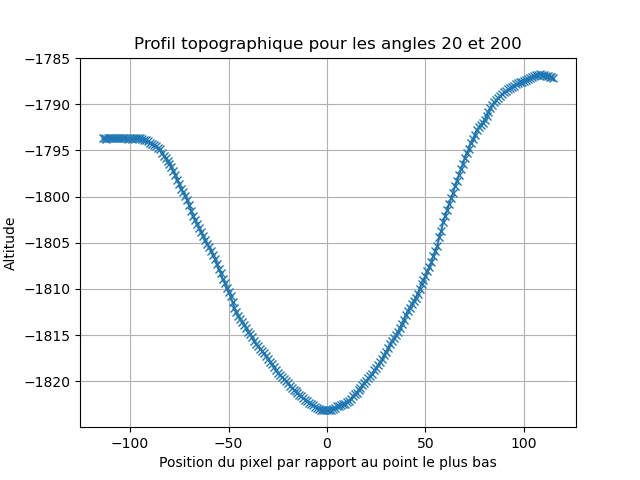 Profil topographique pour les angles 20 et 200
−1785
−1790
−1795
−1800
−1805
−1810
−1815
−1820
Altitude
−100 −50 0 50 100
Position du pixel par rapport au point le plus bas